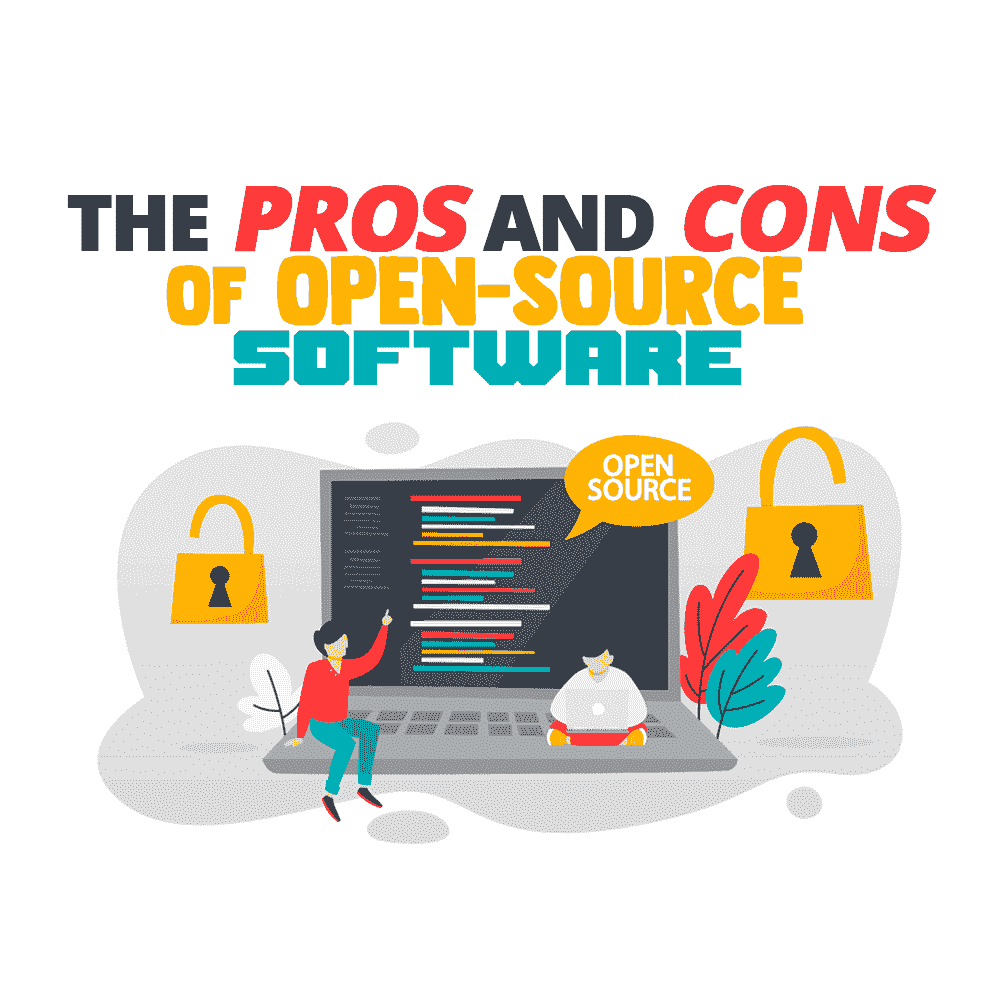 THE PROS AND CONS
OF OPEN-SOURCE
SOFTWARE
OPEN
SOURCE